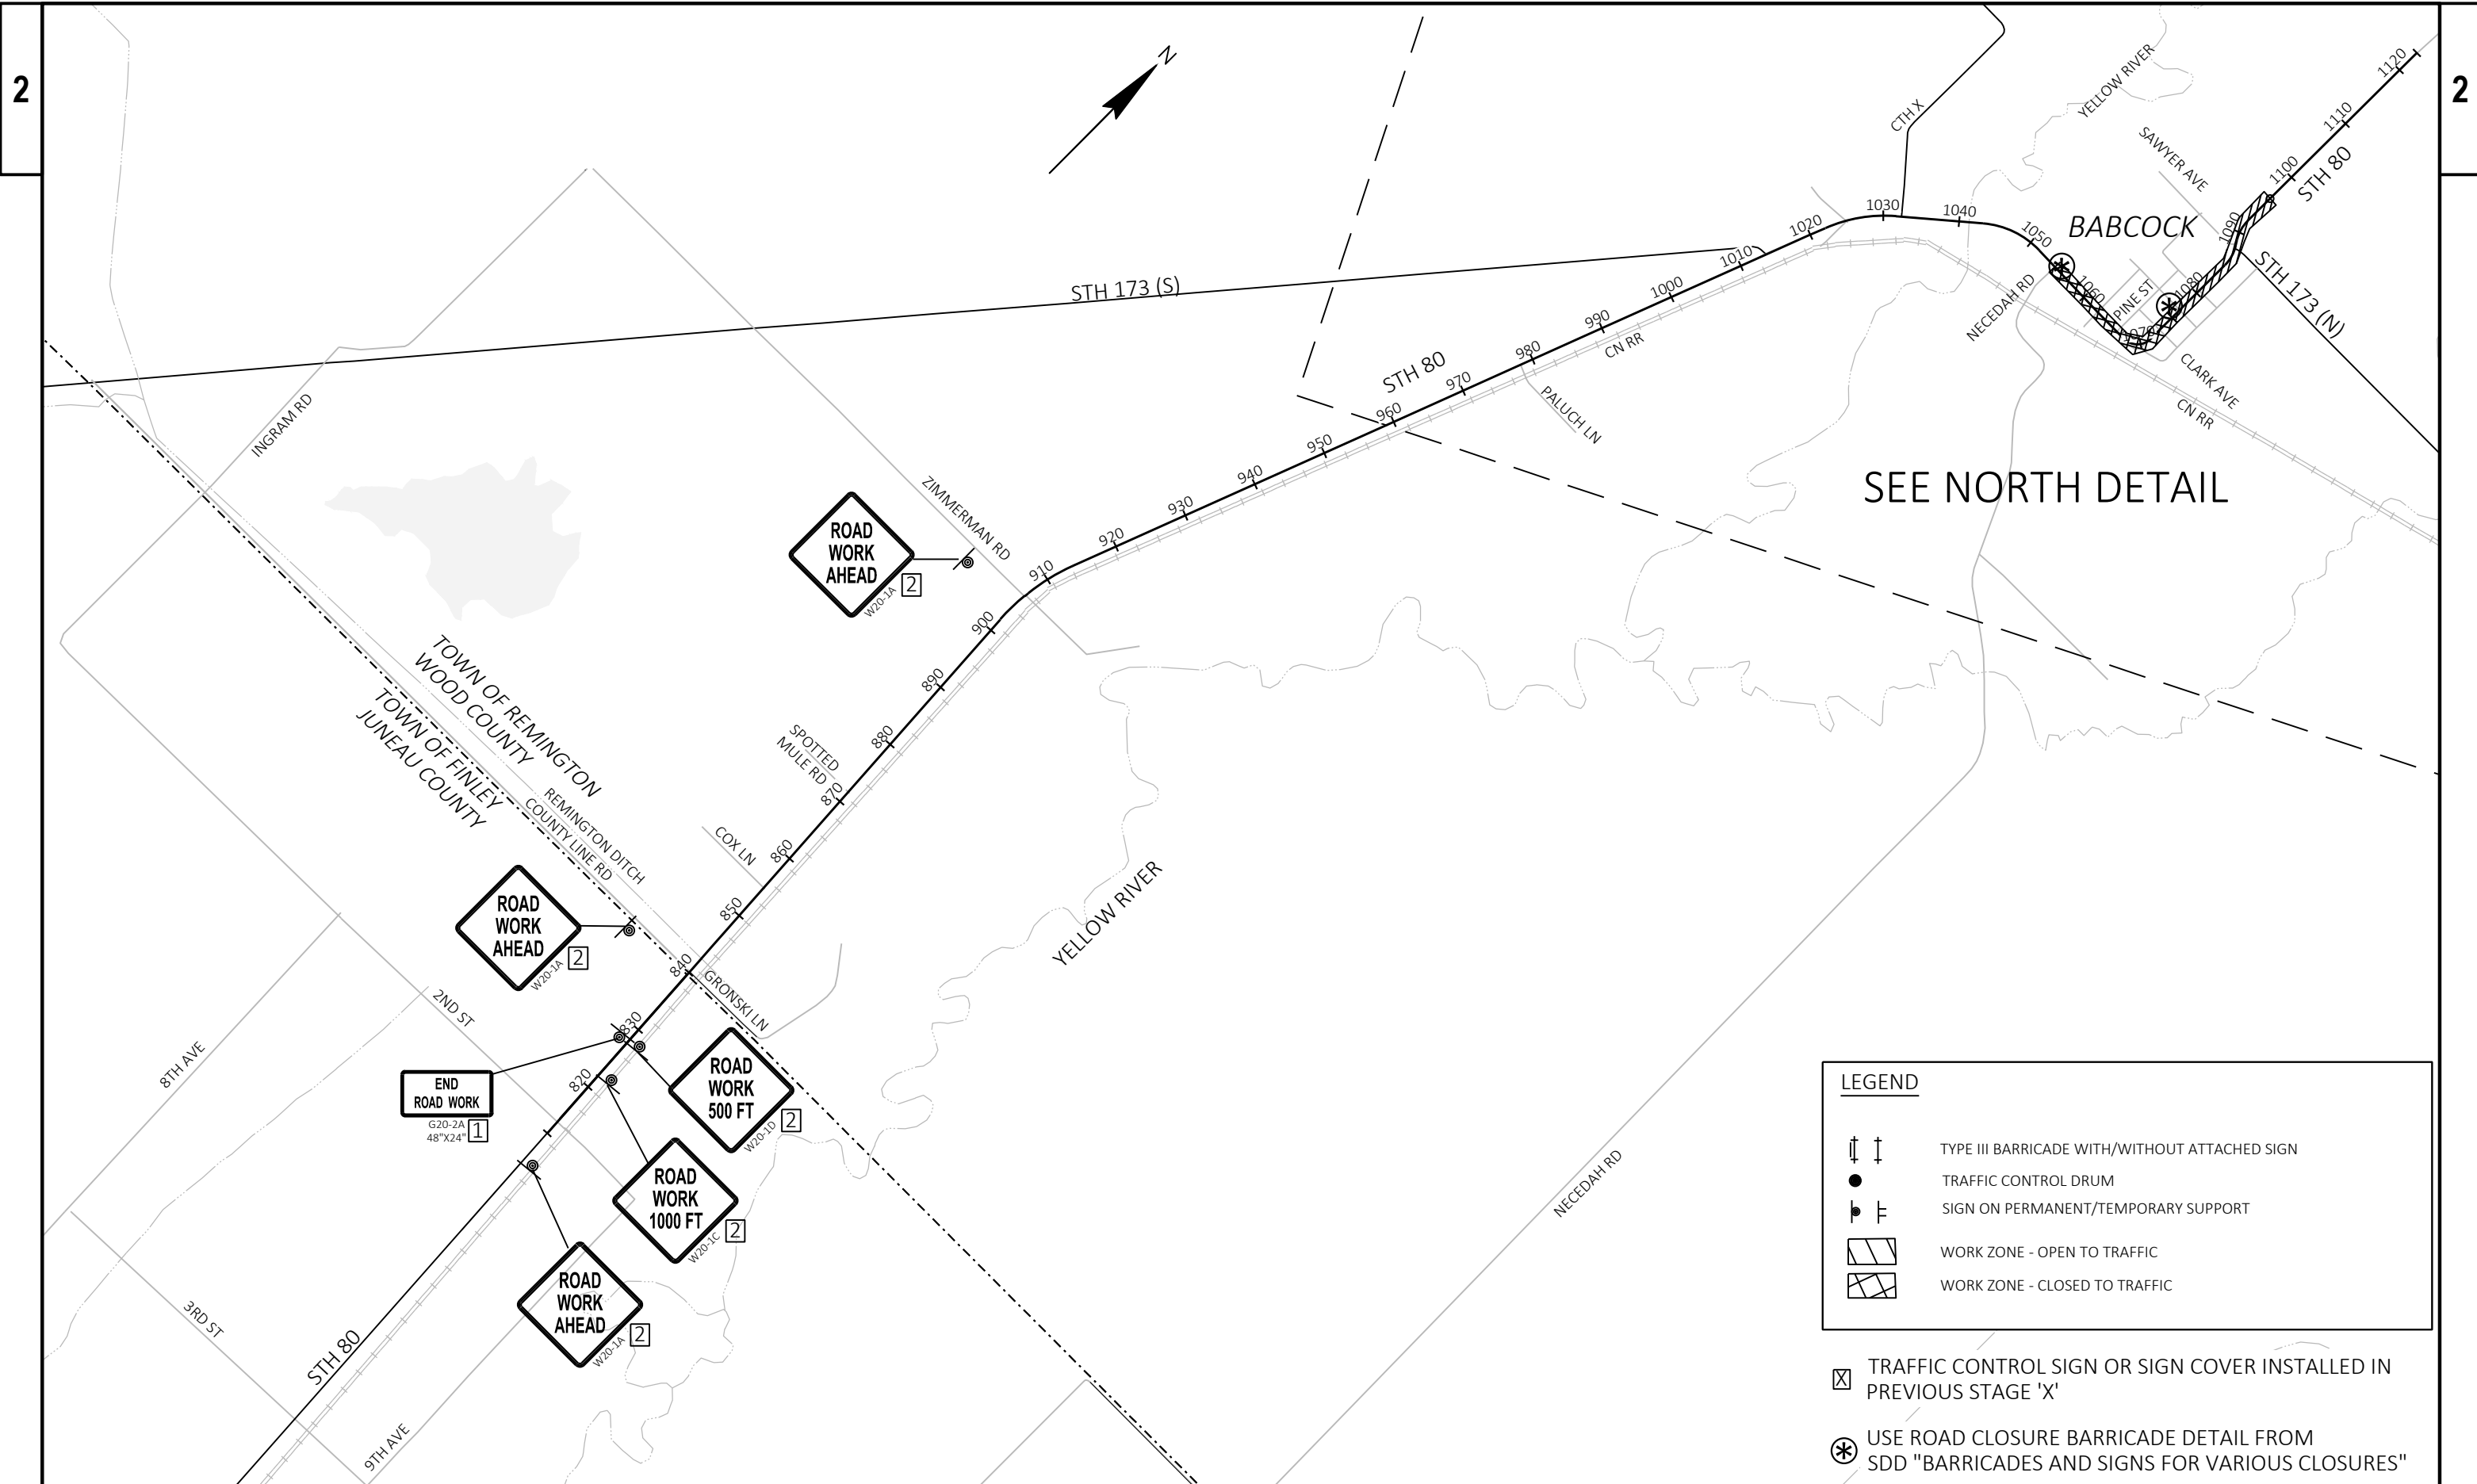 2
2
N
CTH X
YELLOW RIVER
SAWYER AVE
BABCOCK
STH 80
STH 173 (N)
STH 173 (S)
NECEDAH RD
PINE ST
CLARK AVE
CN RR
1120
1110
1100
1090
1080
1070
1060
1050
1040
1030
1020
1010
1000
990
980
970
960
950
940
930
920
910
900
890
880
870
860
850
840
830
820
STH 80
CN RR
PALUCH LN
SEE NORTH DETAIL
INGRAM RD
ZIMMERMAN RD
ROAD
WORK
AHEAD
W20-1A
2
TOWN OF REMINGTON
WOOD COUNTY
TOWN OF FINLEY
JUNEAU COUNTY
REMINGTON DITCH
COUNTY LINE RD
SPOTTED
MULE RD
COX LN
YELLOW RIVER
GRONSKI LN
ROAD
WORK
AHEAD
W20-1A
2
2ND ST
8TH AVE
END
ROAD WORK
G20-2A
48"X24"
1
ROAD
WORK
500 FT
W20-1D
2
ROAD
WORK
1000 FT
W20-1C
2
ROAD
WORK
AHEAD
W20-1A
2
3RD ST
STH 80
9TH AVE
NECEDAH RD
LEGEND
TYPE III BARRICADE WITH/WITHOUT ATTACHED SIGN
TRAFFIC CONTROL DRUM
SIGN ON PERMANENT/TEMPORARY SUPPORT
WORK ZONE - OPEN TO TRAFFIC
WORK ZONE - CLOSED TO TRAFFIC
X TRAFFIC CONTROL SIGN OR SIGN COVER INSTALLED IN
PREVIOUS STAGE 'X'
USE ROAD CLOSURE BARRICADE DETAIL FROM
SDD "BARRICADES AND SIGNS FOR VARIOUS CLOSURES"